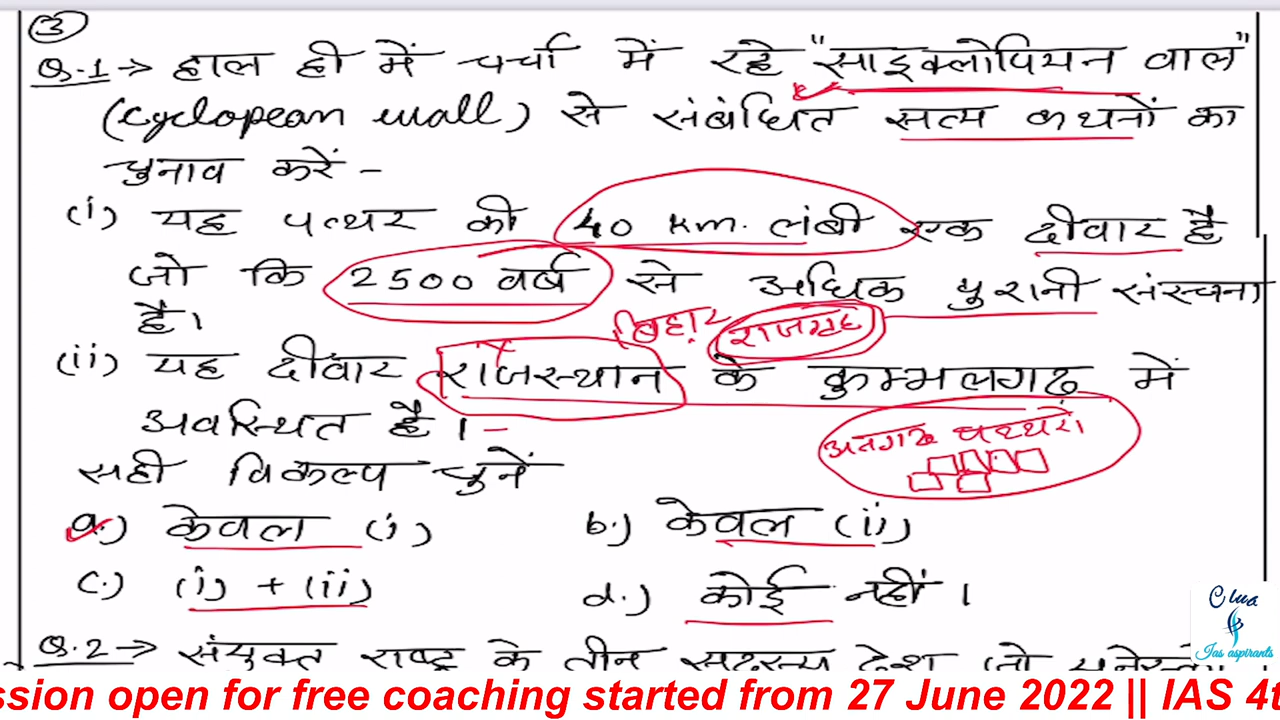 3
Q.1→ हाल ही में चर्चा में रहे "साइक्लोपियन वाल"
(Cyclopean wall) से संबंधित सत्य कथनों का
चुनाव करें -
(i) यह पत्थर की 40 Km. लंबी एक दीवार है
जो कि 2500 वर्ष से अधिक पुरानी संरचना
है।
बिहार राजगृह
(ii) यह दीवार राजस्थान के कुम्भलगढ में
अवस्थित है। -
अनगढ़ पत्थरों
सही विकल्प चुनें
a.) केवल (i) b.) केवल (ii)
c.) (i) + (ii) d.) कोई नहीं ।
Q.2→ संयुक्त राष्ट्र के तीन सदस्य देश जो
Clua
Ias aspirants
ssion open for free coaching started from 27 June 2022 || IAS 4t